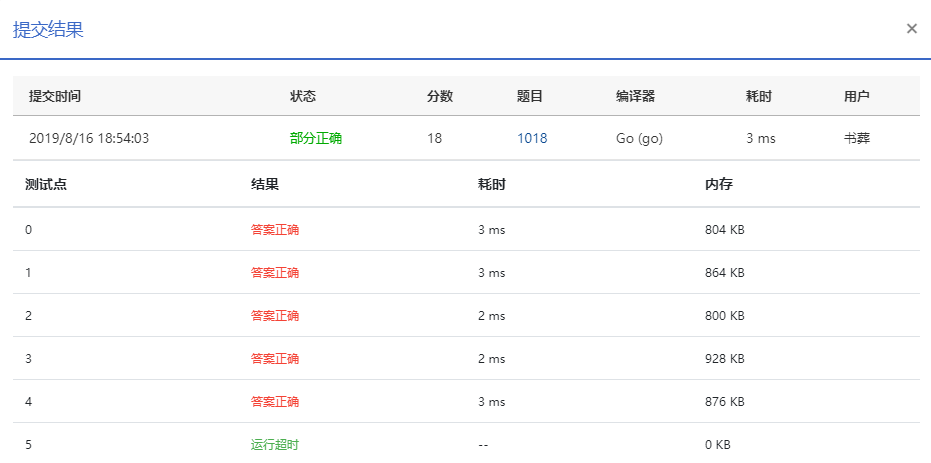 提交结果 ×
提交时间 状态 分数 题目 编译器 耗时 用户
2019/8/16 18:54:03 部分正确 18 1018 Go (go) 3 ms 书葬
测试点 结果 耗时 内存
0 答案正确 3 ms 804 KB
1 答案正确 3 ms 864 KB
2 答案正确 2 ms 800 KB
3 答案正确 2 ms 928 KB
4 答案正确 3 ms 876 KB
5 运行超时 -- 0 KB